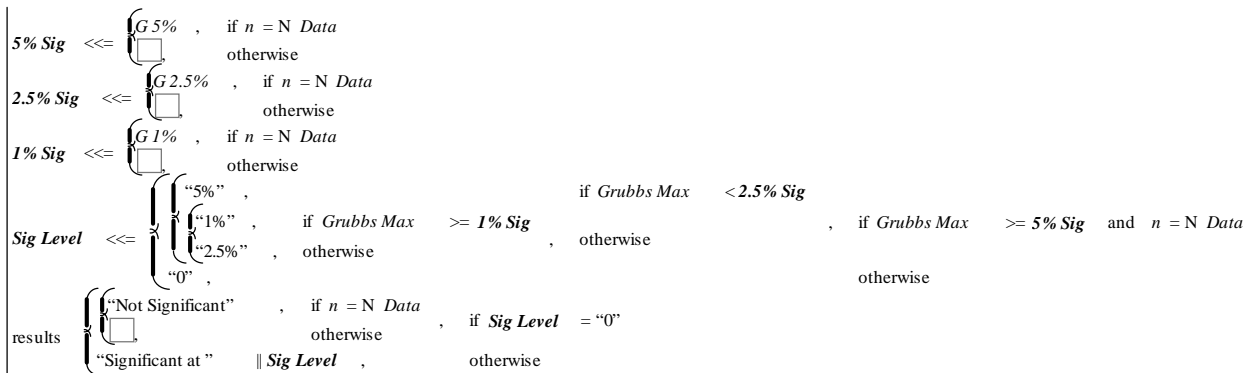 5% Sig <<= G 5% , if n = N Data
□, otherwise
2.5% Sig <<= G 2.5% , if n = N Data
□, otherwise
1% Sig <<= G 1% , if n = N Data
□, otherwise
“5%” , if Grubbs Max < 2.5% Sig
Sig Level <<= “1%” , if Grubbs Max >= 1% Sig , otherwise , if Grubbs Max >= 5% Sig and n = N Data
“2.5%” , otherwise
“0” , otherwise
“Not Significant” , if n = N Data
results □, otherwise , if Sig Level = “0”
“Significant at ” || Sig Level , otherwise